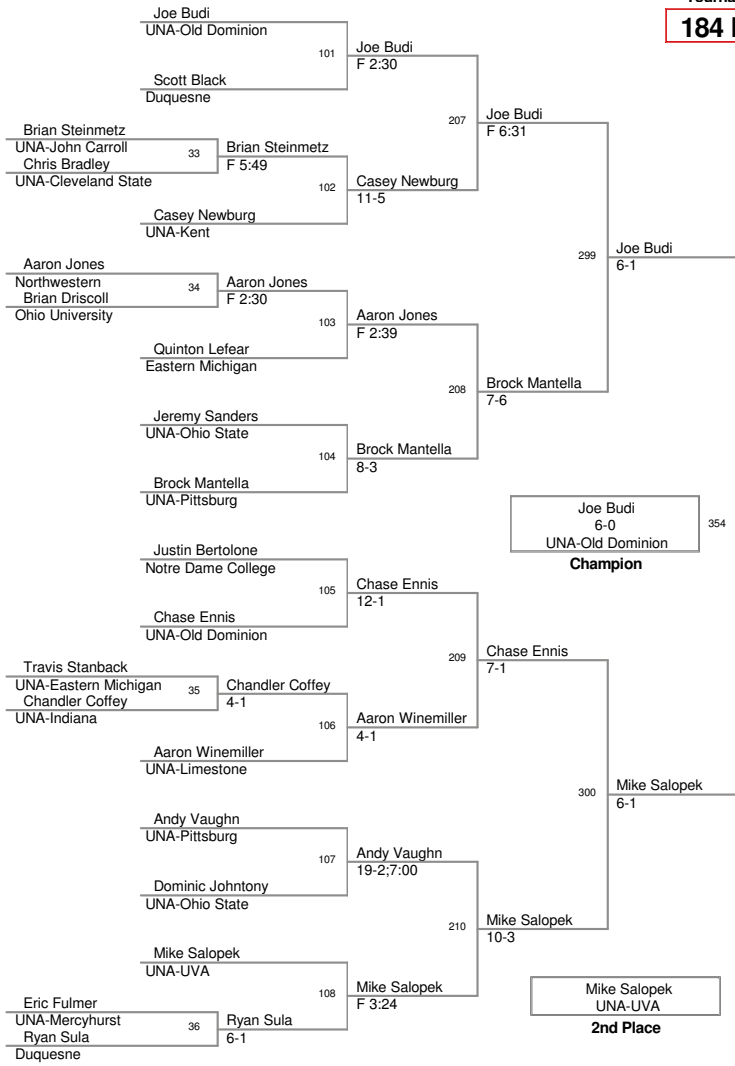 Joe Budi
UNA-Old Dominion
101
Joe Budi
F 2:30
Scott Black
Duquesne
207
Joe Budi
F 6:31
Brian Steinmetz
UNA-John Carroll
33
Brian Steinmetz
F 5:49
Chris Bradley
UNA-Cleveland State
102
Casey Newburg
11-5
Casey Newburg
UNA-Kent
299
Joe Budi
6-1
Aaron Jones
Northwestern
34
Aaron Jones
F 2:30
Brian Driscoll
Ohio University
103
Aaron Jones
F 2:39
Quinton Lefear
Eastern Michigan
208
Brock Mantella
7-6
Jeremy Sanders
UNA-Ohio State
104
Brock Mantella
8-3
Brock Mantella
UNA-Pittsburg
184
Joe Budi
6-0
UNA-Old Dominion
354
Champion
Justin Bertolone
Notre Dame College
105
Chase Ennis
12-1
Chase Ennis
UNA-Old Dominion
209
Chase Ennis
7-1
Travis Stanback
UNA-Eastern Michigan
35
Chandler Coffey
4-1
Chandler Coffey
UNA-Indiana
106
Aaron Winemiller
4-1
Aaron Winemiller
UNA-Limestone
300
Mike Salopek
6-1
Andy Vaughn
UNA-Pittsburg
107
Andy Vaughn
19-2;7:00
Dominic Johntony
UNA-Ohio State
210
Mike Salopek
10-3
Mike Salopek
UNA-UVA
108
Mike Salopek
F 3:24
Eric Fulmer
UNA-Mercyhurst
36
Ryan Sula
6-1
Ryan Sula
Duquesne
Mike Salopek
UNA-UVA
2nd Place